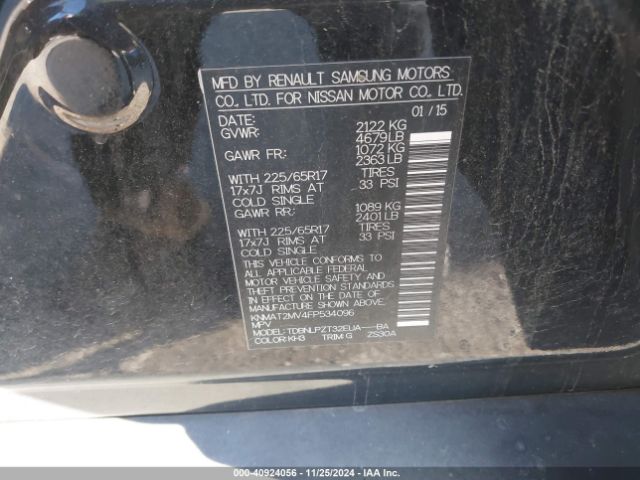 MFD BY RENAULT SAMSUNG MOTORS
CO., LTD. FOR NISSAN MOTOR CO., LTD.
DATE: 01 / 15
GVWR: 2122 KG
4679 LB
GAWR FR: 1072 KG
2363 LB
WITH 225/65R17 TIRES
17x7J RIMS AT 33 PSI
COLD SINGLE
GAWR RR: 1089 KG
2401 LB
WITH 225/65R17 TIRES
17x7J RIMS AT 33 PSI
COLD SINGLE
THIS VEHICLE CONFORMS TO
ALL APPLICABLE FEDERAL
MOTOR VEHICLE SAFETY AND
THEFT PREVENTION STANDARDS
IN EFFECT ON THE DATE OF
MANUFACTURE SHOWN ABOVE.
KNMAT2MV4FP534096
MPV
MODEL: TDBNLPZT32EUA---BA
COLOR: KH3 TRIM: G ZS30A
000-40924056 - 11/25/2024 - IAAI.COM